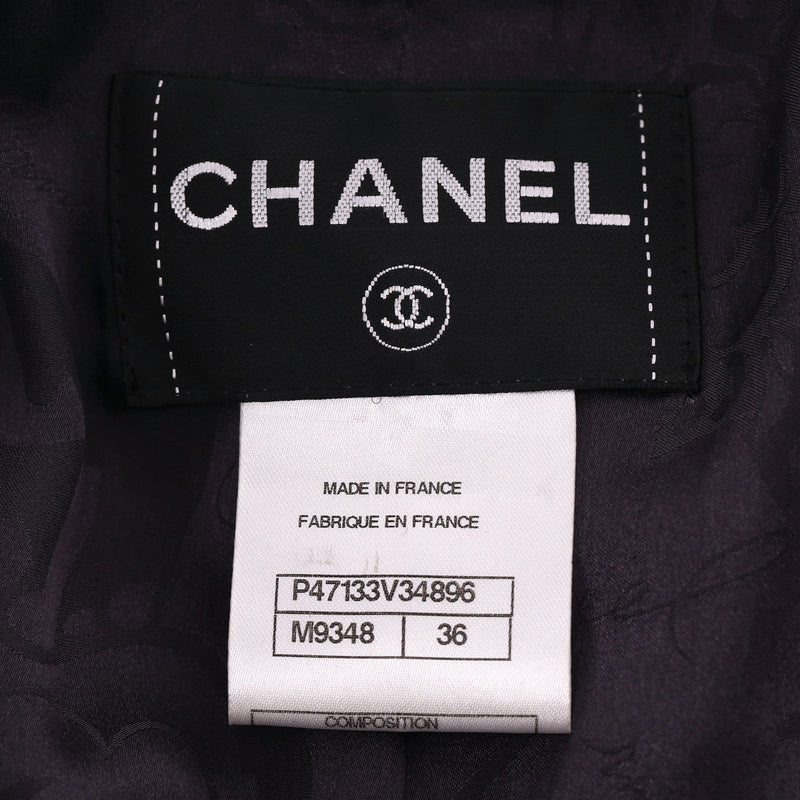 CHANEL
MADE IN FRANCE
FABRIQUE EN FRANCE
P47133V34896
M9348 36
COMPOSITION